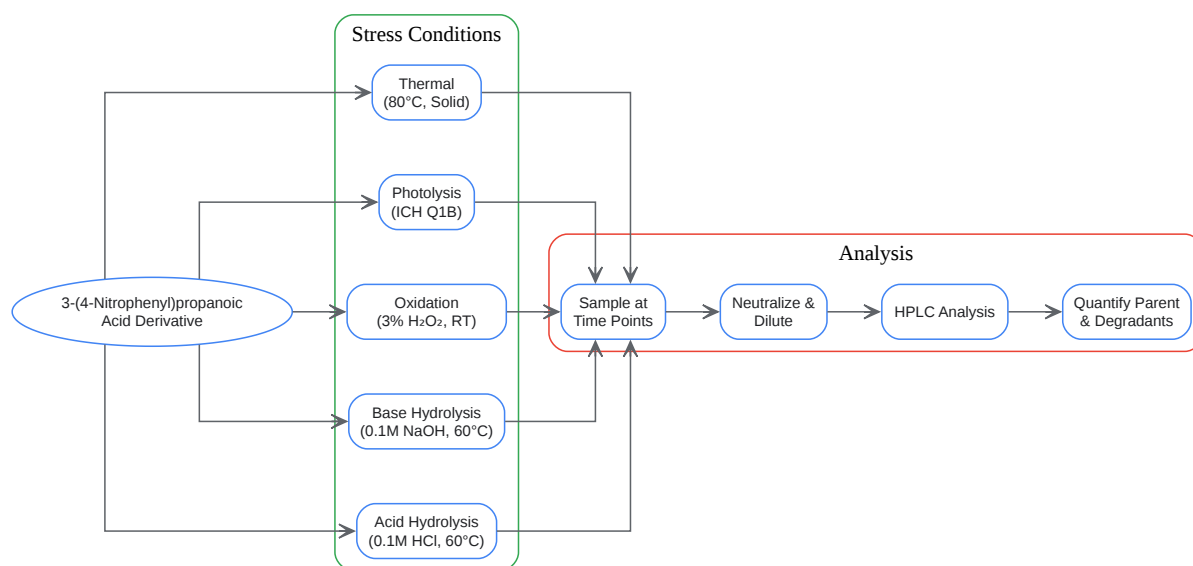 Stress Conditions
Thermal
(80°C, Solid)
Photolysis
(ICH Q1B)
Analysis
3-(4-Nitrophenyl)propanoic
Acid Derivative
Oxidation
(3% H₂O₂, RT)
Sample at
Time Points
Neutralize &
Dilute
HPLC Analysis
Quantify Parent
& Degradants
Base Hydrolysis
(0.1M NaOH, 60°C)
Acid Hydrolysis
(0.1M HCl, 60°C)